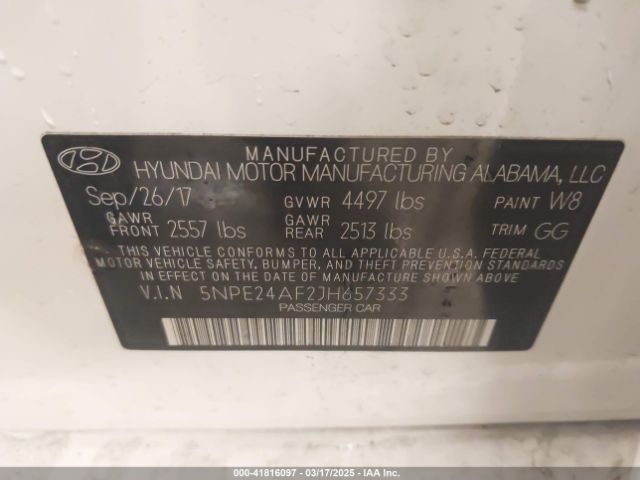 MANUFACTURED BY
HYUNDAI MOTOR MANUFACTURING ALABAMA, LLC
Sep/26/17 GVWR 4497 lbs PAINT W8
GAWR FRONT 2557 lbs GAWR REAR 2513 lbs TRIM GG
THIS VEHICLE CONFORMS TO ALL APPLICABLE U.S.A. FEDERAL
MOTOR VEHICLE SAFETY, BUMPER, AND THEFT PREVENTION STANDARDS
IN EFFECT ON THE DATE OF MANUFACTURE SHOWN ABOVE
V.I.N 5NPE24AF2JH657333
PASSENGER CAR
000-41816097 - 03/17/2025 - IAA Inc.